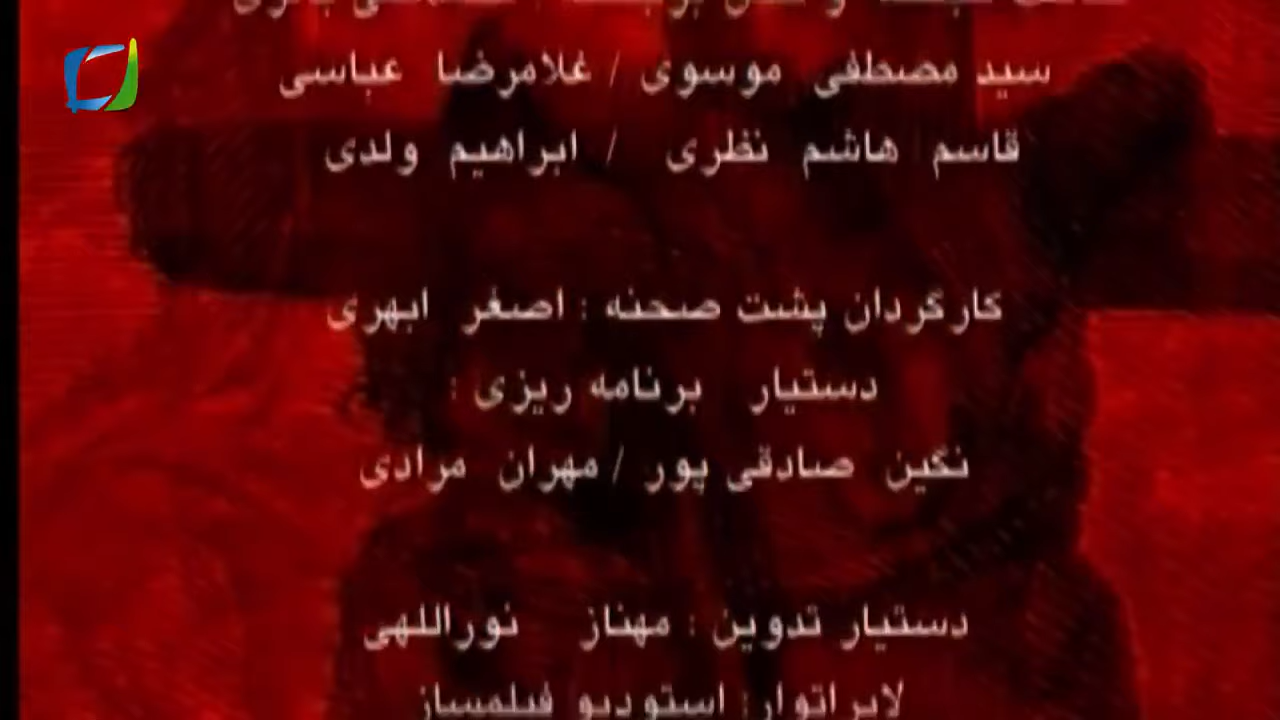 سید مصطفی موسوی / غلامرضا عباسی
قاسم هاشم نظری / ابراهیم ولدی
کارگردان پشت صحنه : اصغر ابهری
دستیار برنامه ریزی :
نگین صادقی پور / مهران مرادی
دستیار تدوین : مهناز نوراللهی
لابراتوار : استودیو فیلمساز